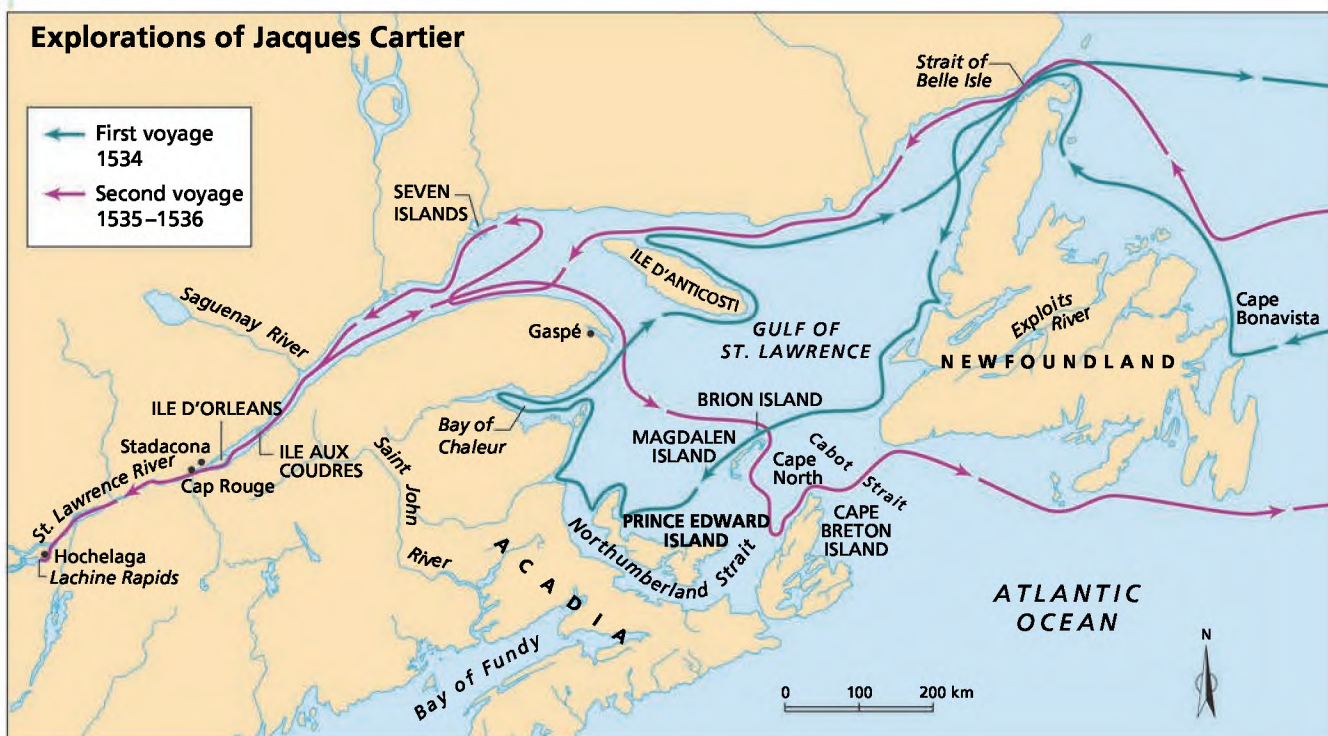 Explorations of Jacques Cartier
First voyage
1534
Second voyage
1535–1536
Strait of
Belle Isle
SEVEN
ISLANDS
Saguenay River
ILE D'ANTICOSTI
Gaspé
GULF OF
ST. LAWRENCE
Exploits
River
Cape
Bonavista
NEWFOUNDLAND
BRION ISLAND
ILE D'ORLEANS
Bay of
Chaleur
MAGDALEN
ISLAND
Cabot
Strait
Stadacona
ILE AUX
COUDRES
Saint John
River
Cape
North
St. Lawrence River
Cap Rouge
PRINCE EDWARD
ISLAND
CAPE
BRETON
ISLAND
Northumberland Strait
Hochelaga
Lachine Rapids
ACADIA
ATLANTIC
OCEAN
Bay of Fundy
N
0 100 200 km